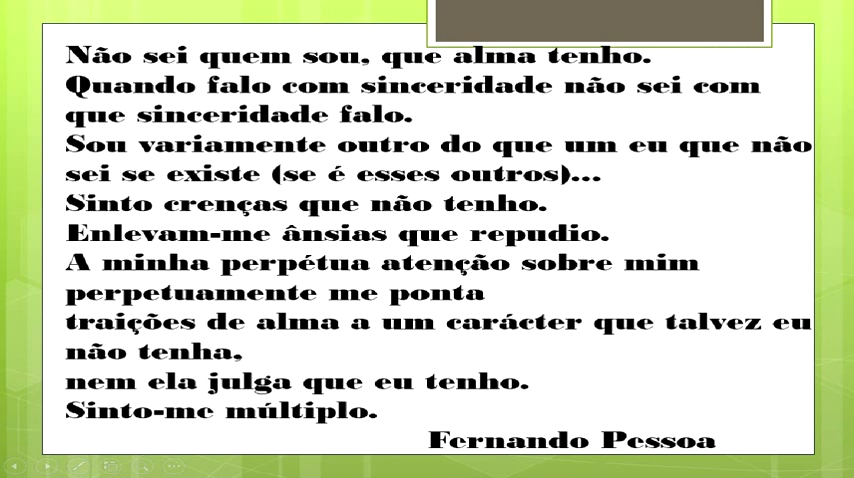 Não sei quem sou, que alma tenho.
Quando falo com sinceridade não sei com
que sinceridade falo.
Sou variamente outro do que um eu que não
sei se existe (se é esses outros)...
Sinto crenças que não tenho.
Enlevam-me ânsias que repudio.
A minha perpétua atenção sobre mim
perpetuamente me ponta
traições de alma a um carácter que talvez eu
não tenha,
nem ela julga que eu tenho.
Sinto-me múltiplo.
Fernando Pessoa